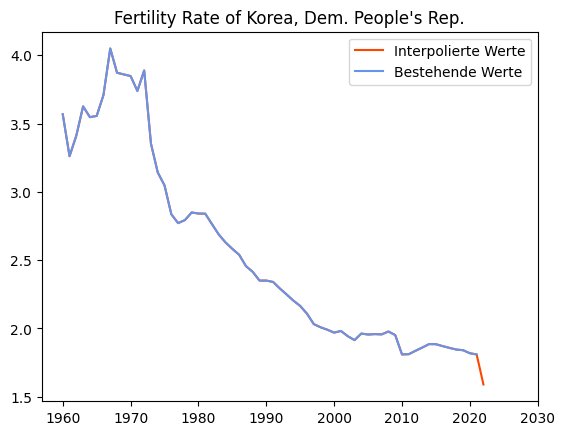 Fertility Rate of Korea, Dem. People's Rep.
Interpolierte Werte
Bestehende Werte
4.0
3.5
3.0
2.5
2.0
1.5
1960 1970 1980 1990 2000 2010 2020 2030